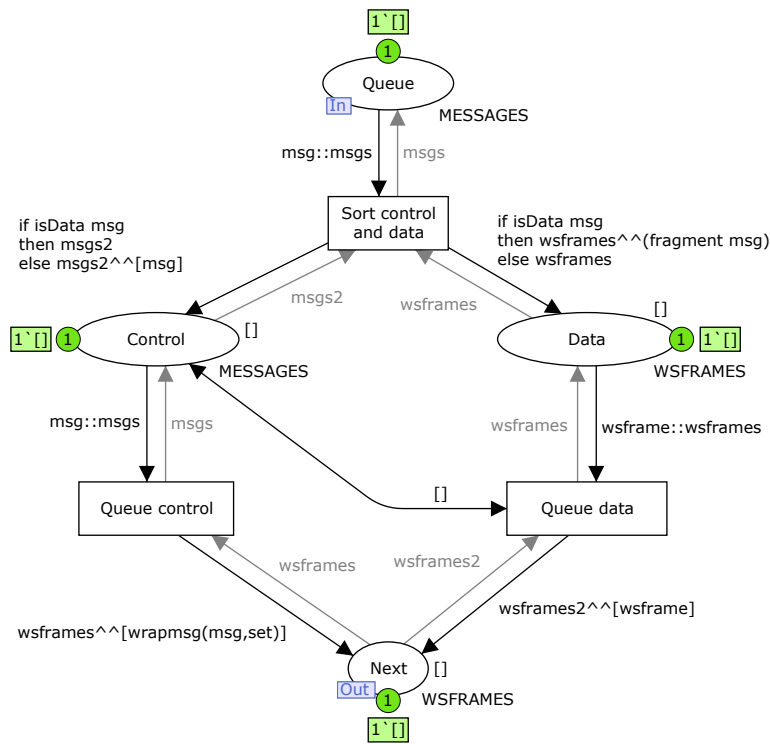 1`[]
1
Queue
In
MESSAGES
msg::msgs
msgs
Sort control
and data
if isData msg
then msgs2
else msgs2^^[msg]
if isData msg
then wsframes^^(fragment msg)
else wsframes
msgs2
wsframes
1`[]
1
Control
[]
MESSAGES
[]
Data
1
1`[]
WSFRAMES
msg::msgs
msgs
wsframes
wsframe::wsframes
[]
Queue control
Queue data
wsframes
wsframes2
wsframes^^[wrapmsg(msg,set)]
wsframes2^^[wsframe]
Next
[]
Out
WSFRAMES
1
1`[]